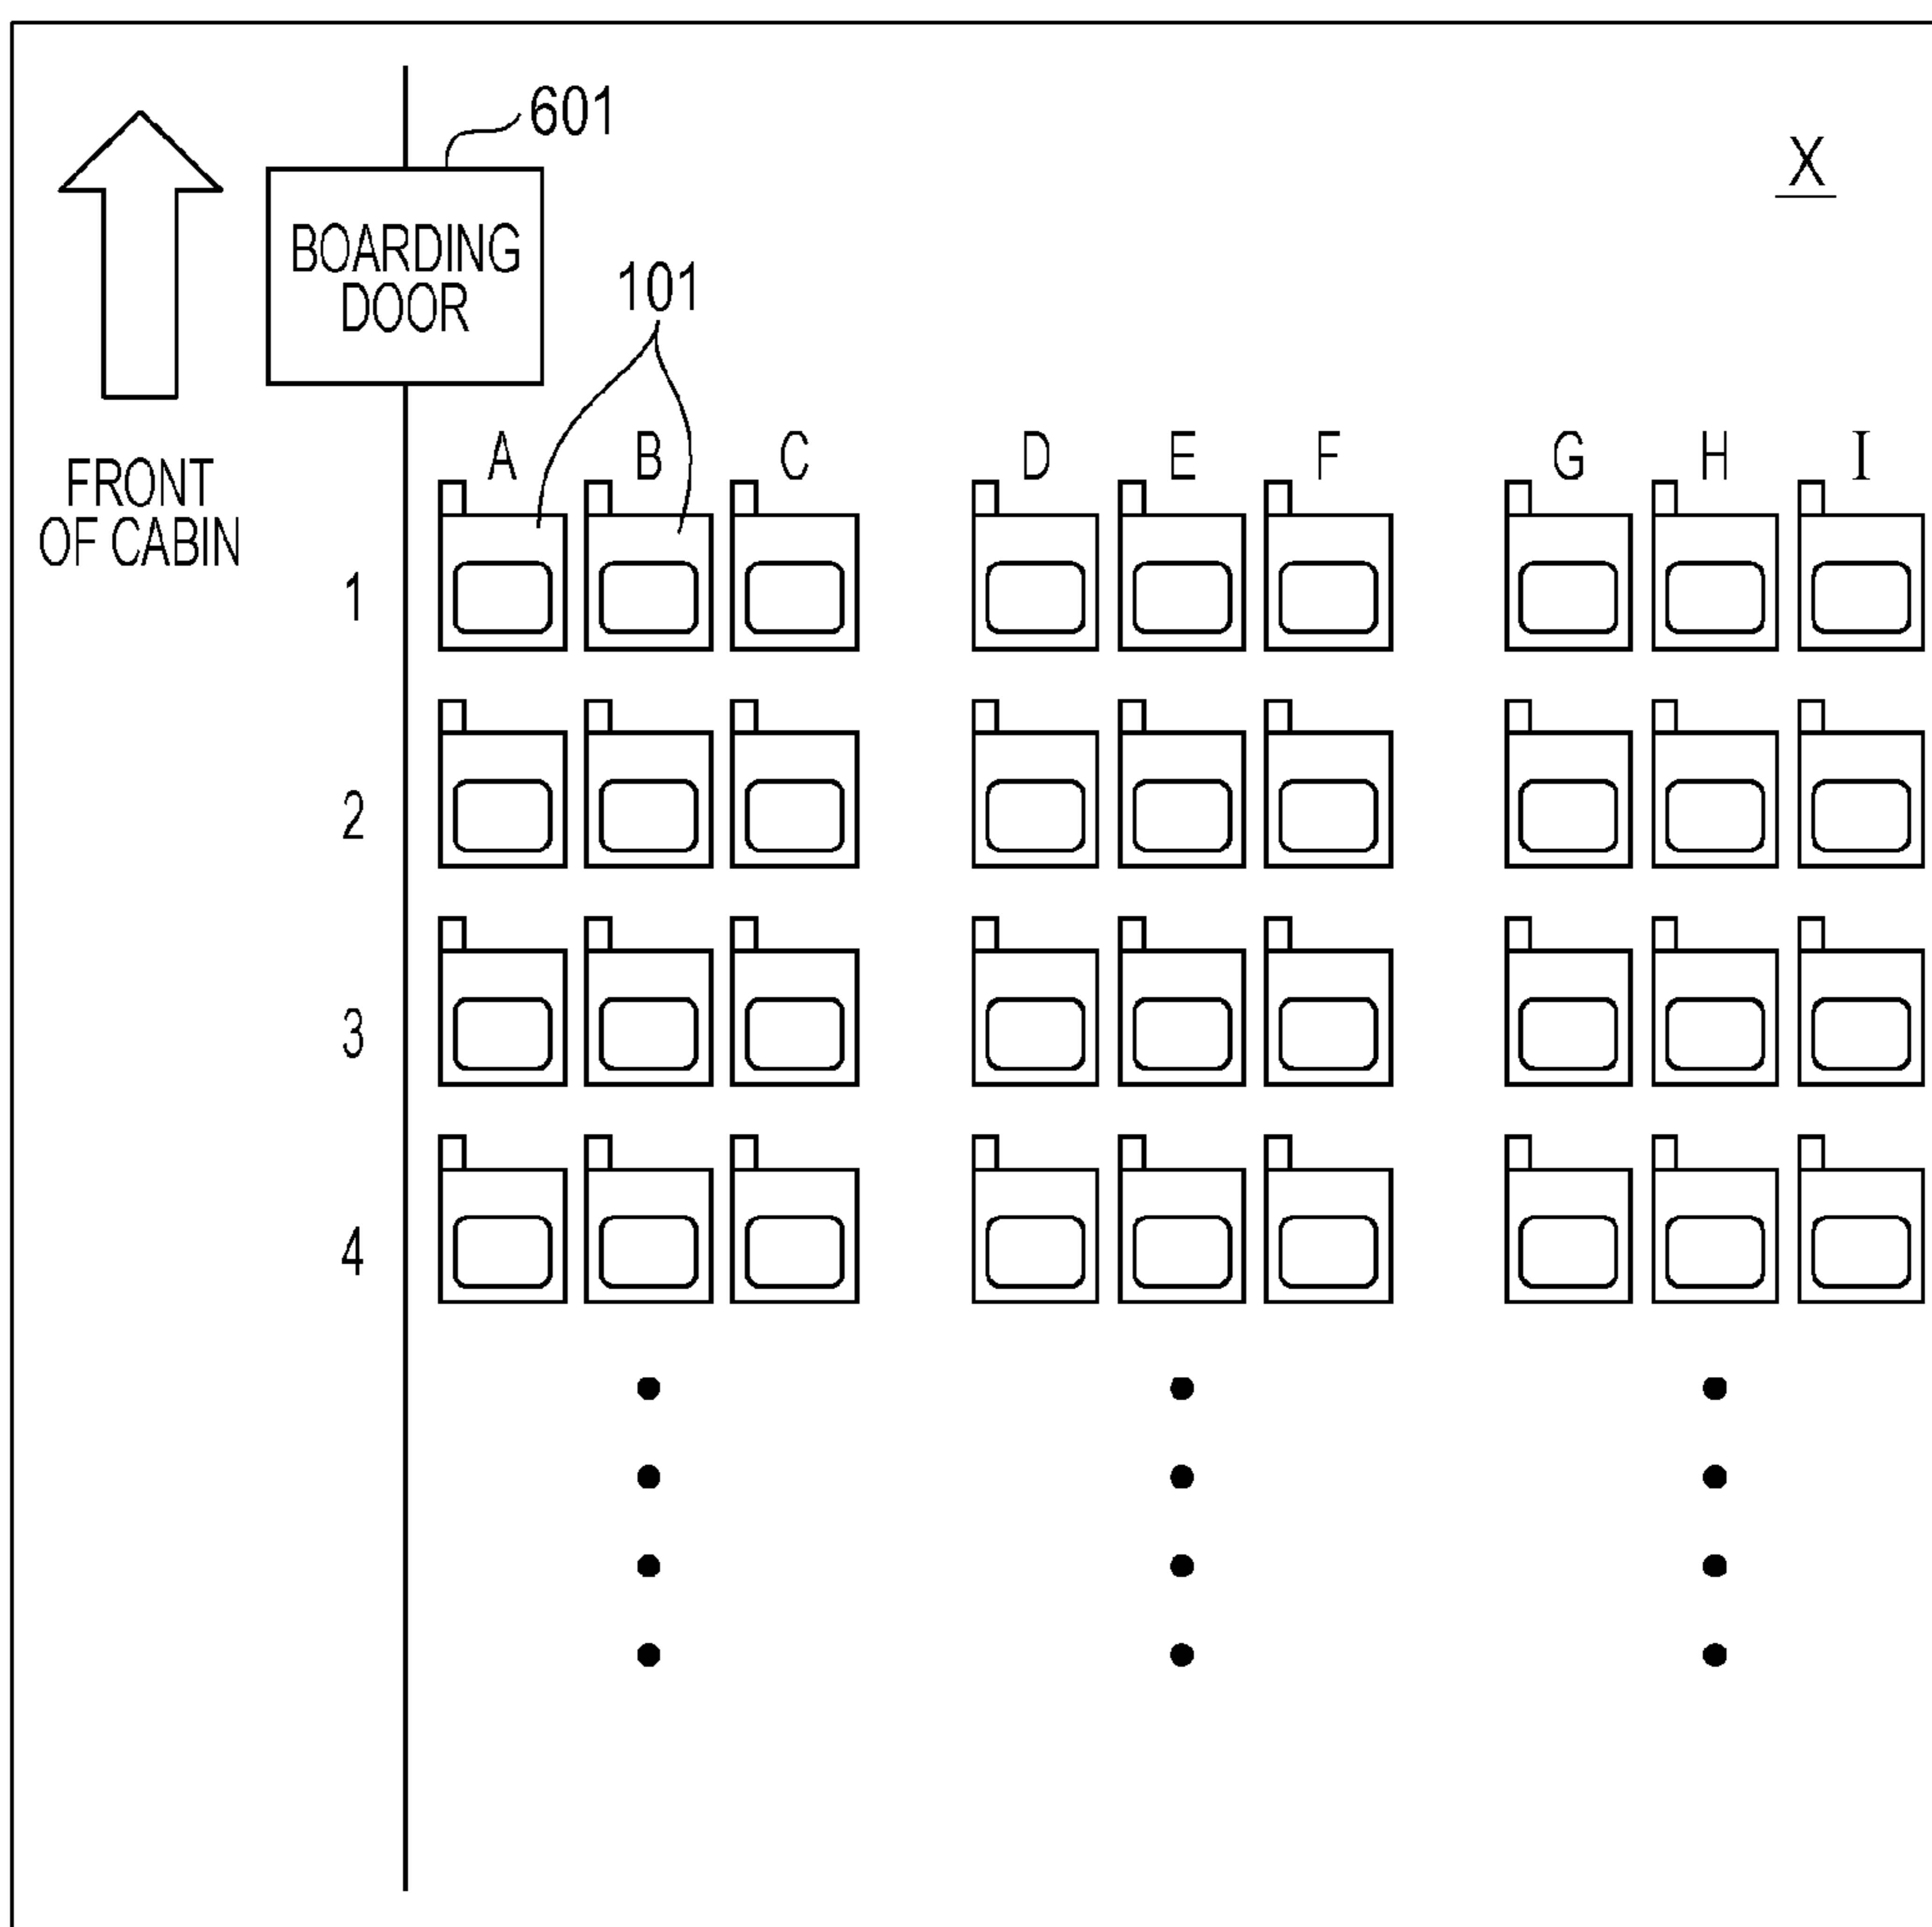 601
X
BOARDING
DOOR
101
A B C D E F G H I
FRONT
OF CABIN
1
2
3
4